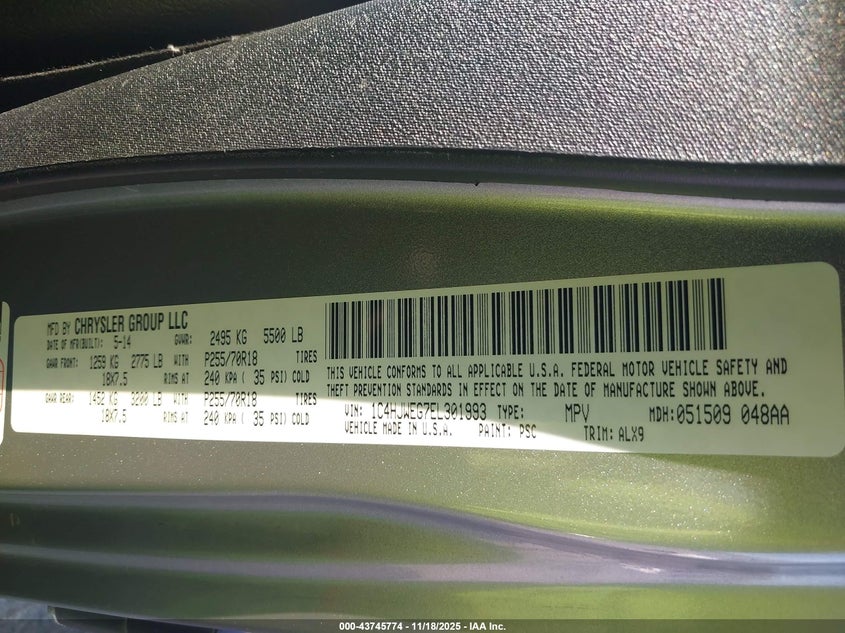 MFD BY CHRYSLER GROUP LLC
DATE OF MFR(BUILT): 5-14 GVWR: 2495 KG 5500 LB
GAWR FRONT: 1259 KG 2775 LB WITH P255/70R18 TIRES
18X7.5 RIMS AT 240 KPA ( 35 PSI) COLD
GAWR REAR: 1452 KG 3200 LB WITH P255/70R18 TIRES
18X7.5 RIMS AT 240 KPA ( 35 PSI) COLD
THIS VEHICLE CONFORMS TO ALL APPLICABLE U.S.A. FEDERAL MOTOR VEHICLE SAFETY AND
THEFT PREVENTION STANDARDS IN EFFECT ON THE DATE OF MANUFACTURE SHOWN ABOVE.
VIN: 1C4HJWEG7EL301993 TYPE: MPV MDH: 051509 048AA
VEHICLE MADE IN U.S.A. PAINT: PSC TRIM: ALX9
000-43745774 - 11/18/2025 - IAA Inc.